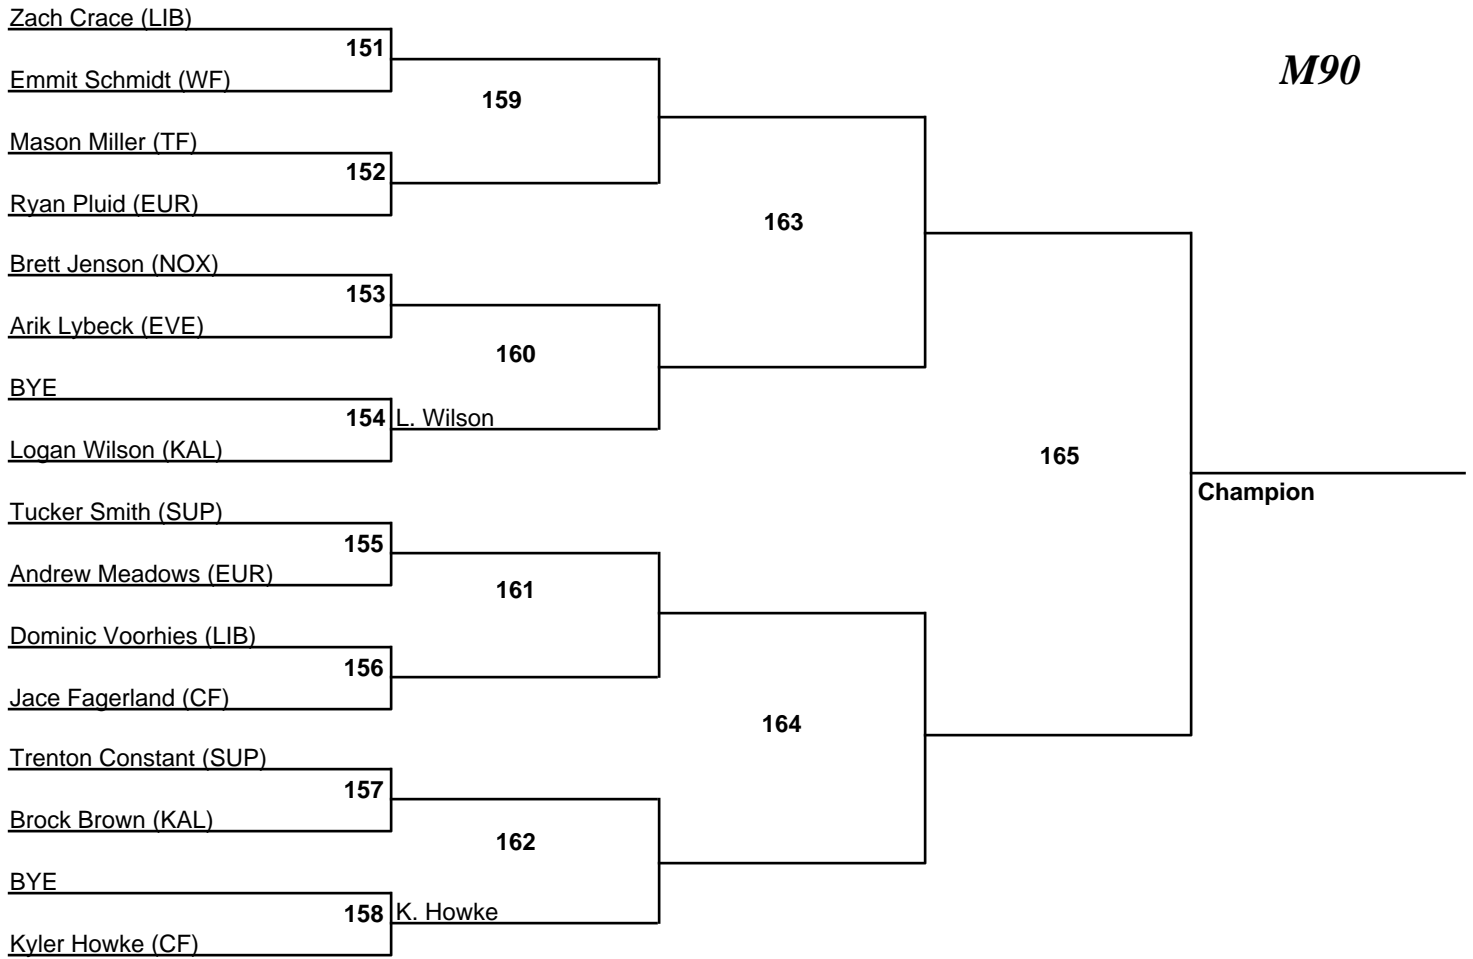 Zach Crace (LIB)
151
Emmit Schmidt (WF)
M90
159
Mason Miller (TF)
152
Ryan Pluid (EUR)
163
Brett Jenson (NOX)
153
Arik Lybeck (EVE)
160
BYE
154 L. Wilson
Logan Wilson (KAL)
165
Champion
Tucker Smith (SUP)
155
Andrew Meadows (EUR)
161
Dominic Voorhies (LIB)
156
Jace Fagerland (CF)
164
Trenton Constant (SUP)
157
Brock Brown (KAL)
162
BYE
158 K. Howke
Kyler Howke (CF)